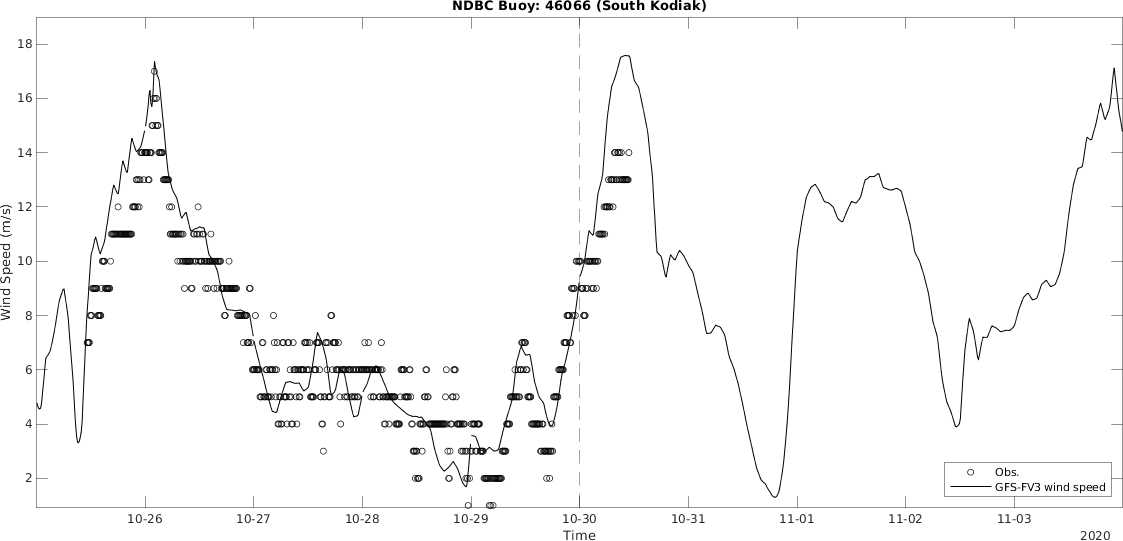 NDBC Buoy: 46066 (South Kodiak)
18
16
14
12
10
8
6
4
2
Wind Speed (m/s)
Obs.
GFS-FV3 wind speed
10-26 10-27 10-28 10-29 10-30 10-31 11-01 11-02 11-03
Time
2020